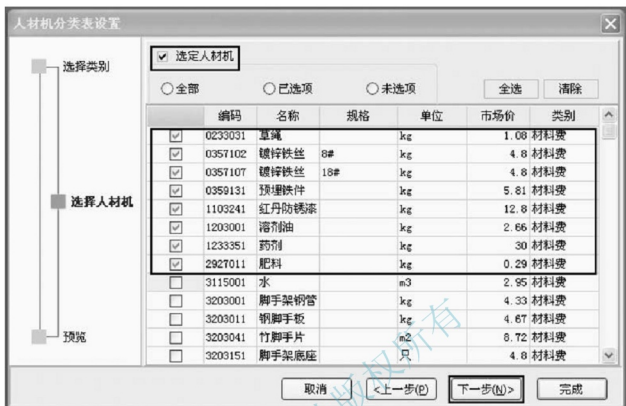 人材机分类表设置
选择类别
选择人材机
预览
选定人材机
全部 已选项 未选项 全选 清除
编码 名称 规格 单位 市场价 类别
0233031 草绳 kg 1.08 材料费
0357102 镀锌铁丝 8# kg 4.8 材料费
0357107 镀锌铁丝 18# kg 4.8 材料费
0359131 预埋铁件 kg 5.81 材料费
1103241 红丹防锈漆 kg 12.8 材料费
1203001 溶剂油 kg 2.66 材料费
1233351 药剂 kg 30 材料费
2927011 肥料 kg 0.29 材料费
3115001 水 m3 2.95 材料费
3203001 脚手架钢管 kg 4.33 材料费
3203011 钢脚手板 kg 4.67 材料费
3203041 竹脚手片 m2 8.72 材料费
3203151 脚手架底座 只 4.8 材料费
取消 <上一步(P) 下一步(N)> 完成
版权所有